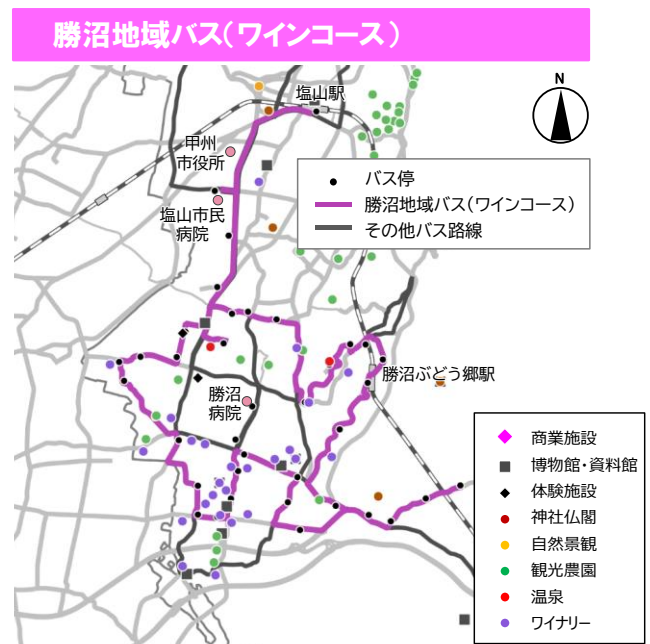 勝沼地域バス（ワインコース）
N
塩山駅
甲州
市役所
塩山市民
病院
バス停
勝沼地域バス（ワインコース）
その他バス路線
勝沼ぶどう郷駅
勝沼
病院
商業施設
博物館・資料館
体験施設
神社仏閣
自然景観
観光農園
温泉
ワイナリー